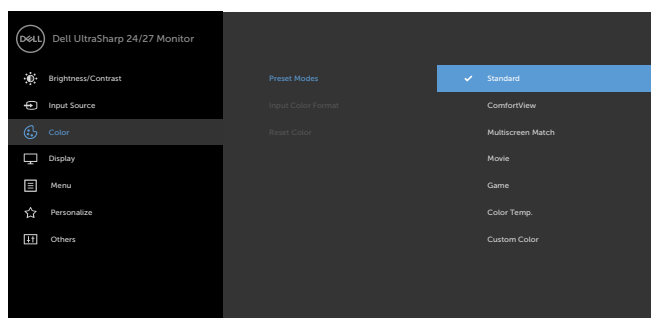 DELL Dell UltraSharp 24/27 Monitor
Brightness/Contrast Preset Modes Standard
Input Source Input Color Format ComfortView
Color Reset Color Multiscreen Match
Display Movie
Menu Game
Personalize Color Temp.
Others Custom Color